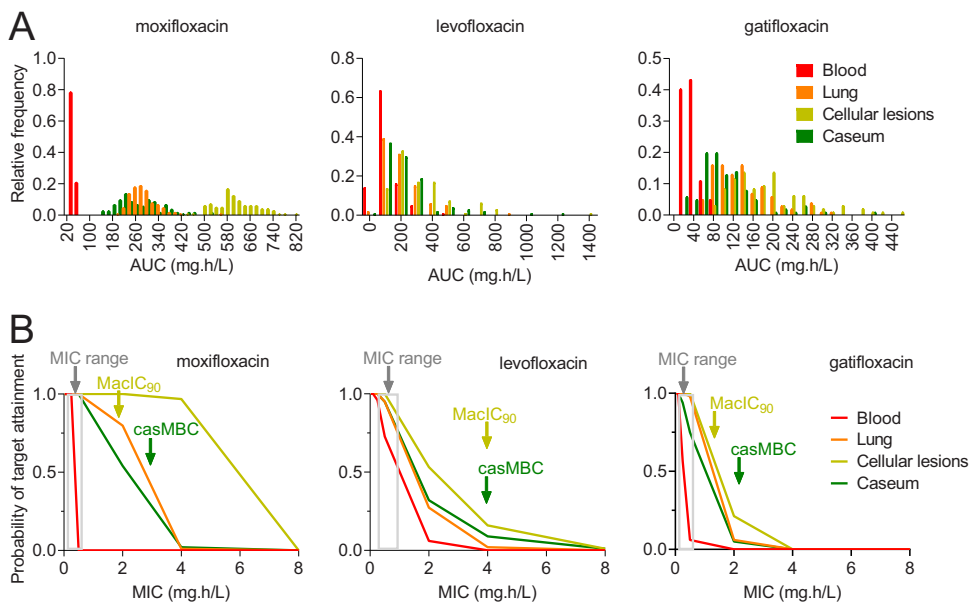 A
moxifloxacin
levofloxacin
gatifloxacin
Relative frequency
1.0
0.8
0.6
0.4
0.2
0.0
20
100
180
260
340
420
500
580
660
740
820
AUC (mg.h/L)
0.8
0.6
0.4
0.2
0.0
0
200
400
600
800
1000
1200
1400
AUC (mg.h/L)
0.5
0.4
0.3
0.2
0.1
0.0
0
40
80
120
160
200
240
280
320
360
400
440
AUC (mg.h/L)
Blood
Lung
Cellular lesions
Caseum
B
MIC range
moxifloxacin
MacIC90
casMBC
Probability of target attainment
1.0
0.5
0.0
0
2
4
6
8
MIC (mg.h/L)
MIC range
levofloxacin
MacIC90
casMBC
1.0
0.5
0.0
0
2
4
6
8
MIC (mg.h/L)
MIC range
gatifloxacin
MacIC90
casMBC
1.0
0.5
0.0
0
2
4
6
8
MIC (mg.h/L)
Blood
Lung
Cellular lesions
Caseum